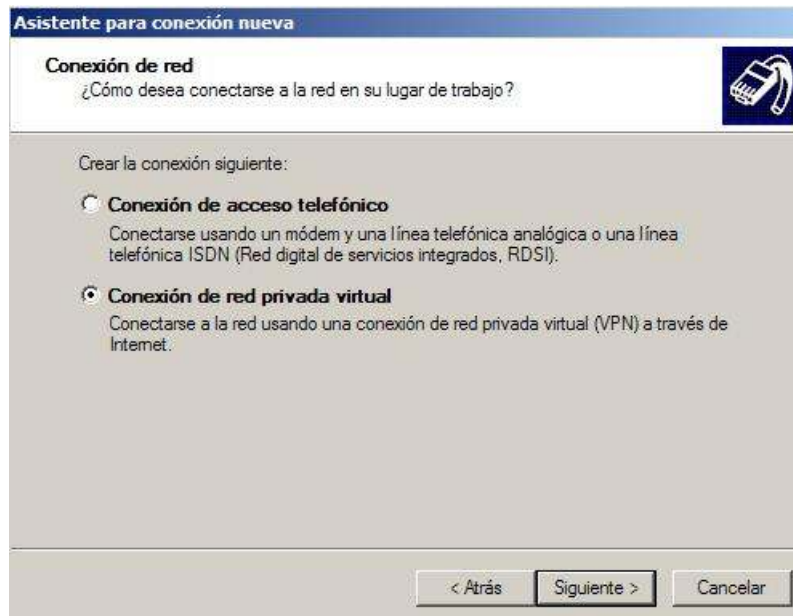 Asistente para conexión nueva
Conexión de red
¿Cómo desea conectarse a la red en su lugar de trabajo?
Crear la conexión siguiente:
Conexión de acceso telefónico
Conectarse usando un módem y una línea telefónica analógica o una línea
telefónica ISDN (Red digital de servicios integrados, RDSI).
Conexión de red privada virtual
Conectarse a la red usando una conexión de red privada virtual (VPN) a través de
Internet.
< Atrás Siguiente > Cancelar